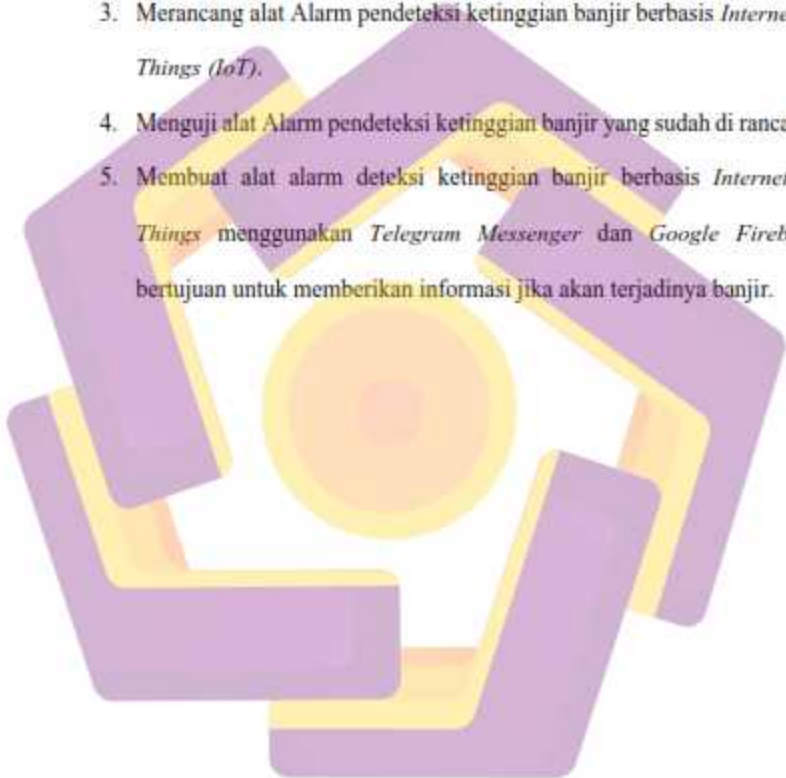 3. Merancang alat Alarm pendeteksi ketinggian banjir berbasis
Things (IoT).
4. Menguji alat Alarm pendeteksi ketinggian banjir yang sudah di
5. Membuat alat alarm deteksi ketinggian banjir berbasis Internet
Things menggunakan Telegram Messenger dan Google
bertujuan untuk memberikan informasi jika akan terjadinya banjir.